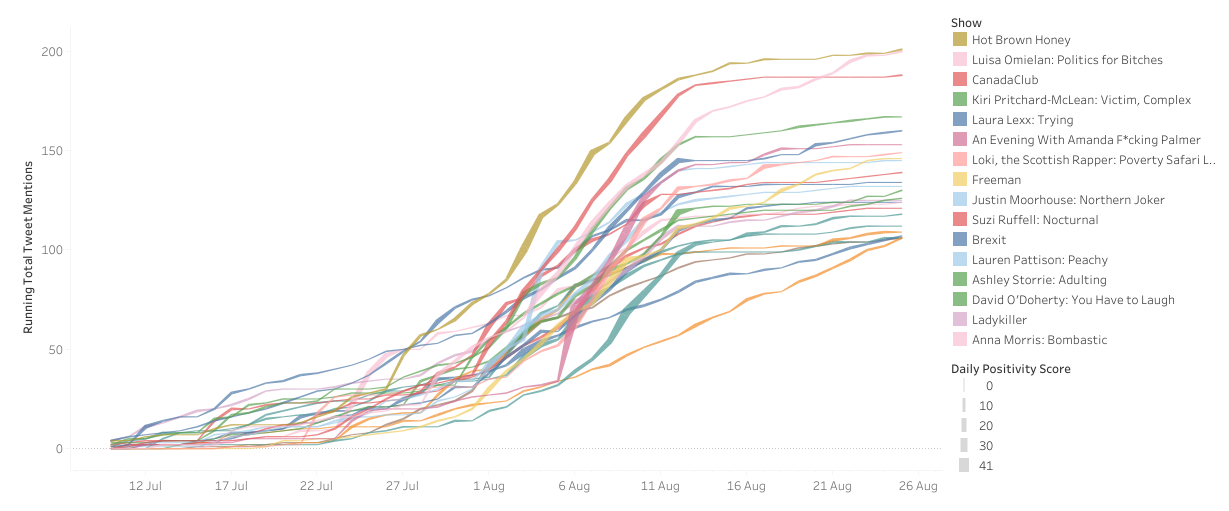 Show
Hot Brown Honey
Luisa Omielan: Politics for Bitches
CanadaClub
Kiri Pritchard-McLean: Victim, Complex
Laura Lexx: Trying
An Evening With Amanda F*cking Palmer
Loki, the Scottish Rapper: Poverty Safari L..
Freeman
Justin Moorhouse: Northern Joker
Suzi Ruffell: Nocturnal
Brexit
Lauren Pattison: Peachy
Ashley Storrie: Adulting
David O'Doherty: You Have to Laugh
Ladykiller
Anna Morris: Bombastic
Daily Positivity Score
0
10
20
30
41
Running Total Tweet Mentions
200
150
100
50
0
12 Jul
17 Jul
22 Jul
27 Jul
1 Aug
6 Aug
11 Aug
16 Aug
21 Aug
26 Aug